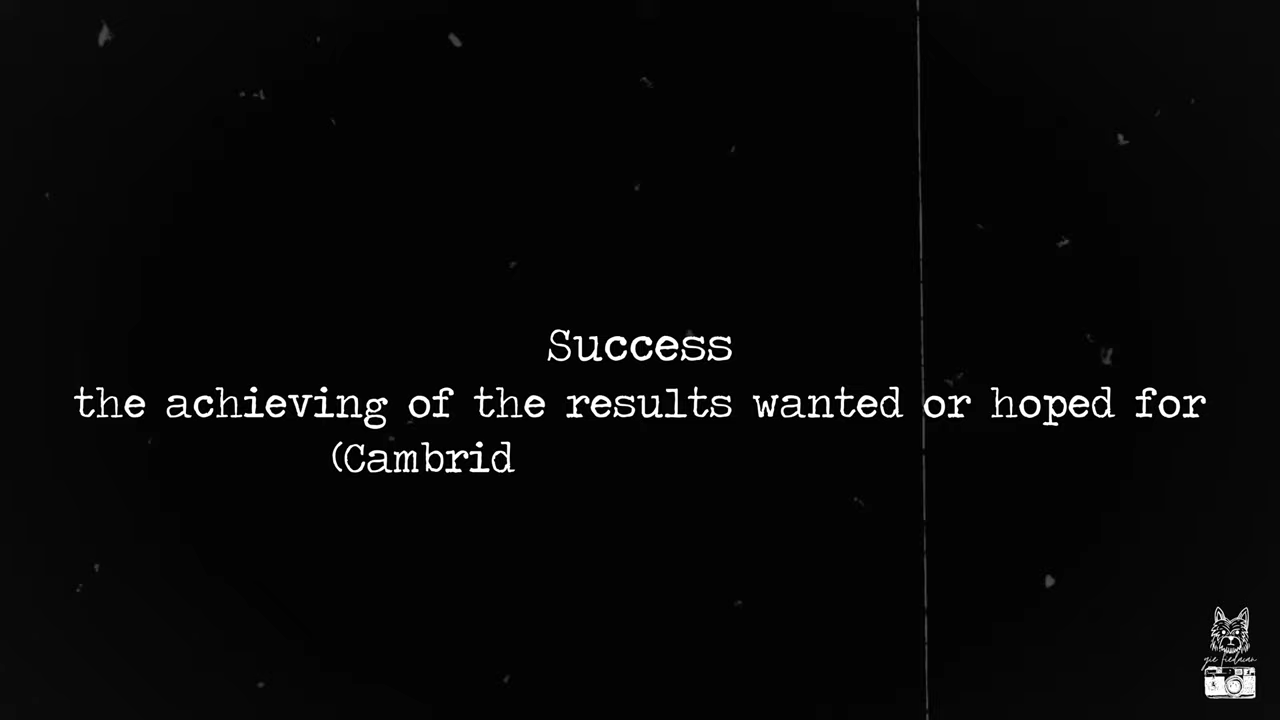 Success
the achieving of the results wanted or hoped for
(Cambrid